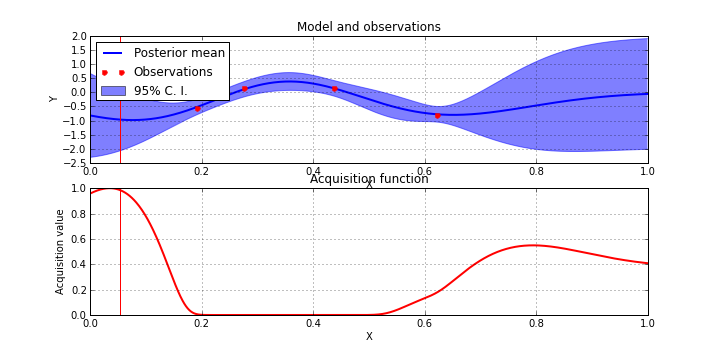 Model and observations
2.0
1.5
1.0
0.5
0.0
−0.5
−1.0
−1.5
−2.0
−2.5
Y
Posterior mean
Observations
95% C. I.
0.0 0.2 0.4 0.6 0.8 1.0
X
Acquisition function
1.0
0.8
0.6
0.4
0.2
0.0
Acquisition value
0.0 0.2 0.4 0.6 0.8 1.0
X